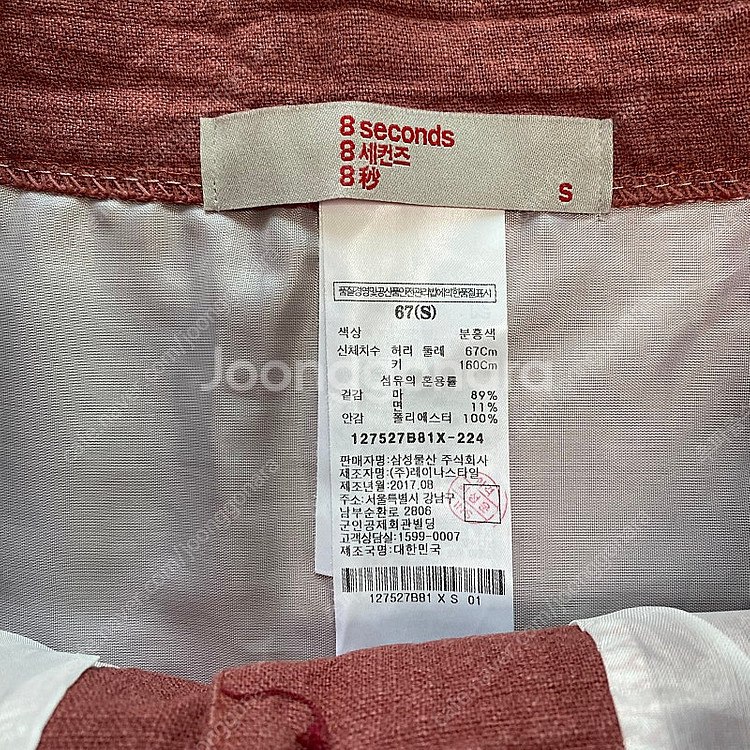 8 seconds
8 세컨즈
8 秒
S
품질경영및공산품안전관리법에의한품질표시
67(S)
색상 분홍색
신체치수 허리 둘레 67Cm
키 160Cm
섬유의 혼용률
겉감 마 89%
면 11%
안감 폴리에스터 100%
127527B81X-224
판매자명:삼성물산 주식회사
제조자명:(주)레이나스타일
제조년월:2017.08
주소:서울특별시 강남구
남부순환로 2806
군인공제회관빌딩
고객상담실:1599-0007
제조국명:대한민국
127527B81 X S 01
Joongonara